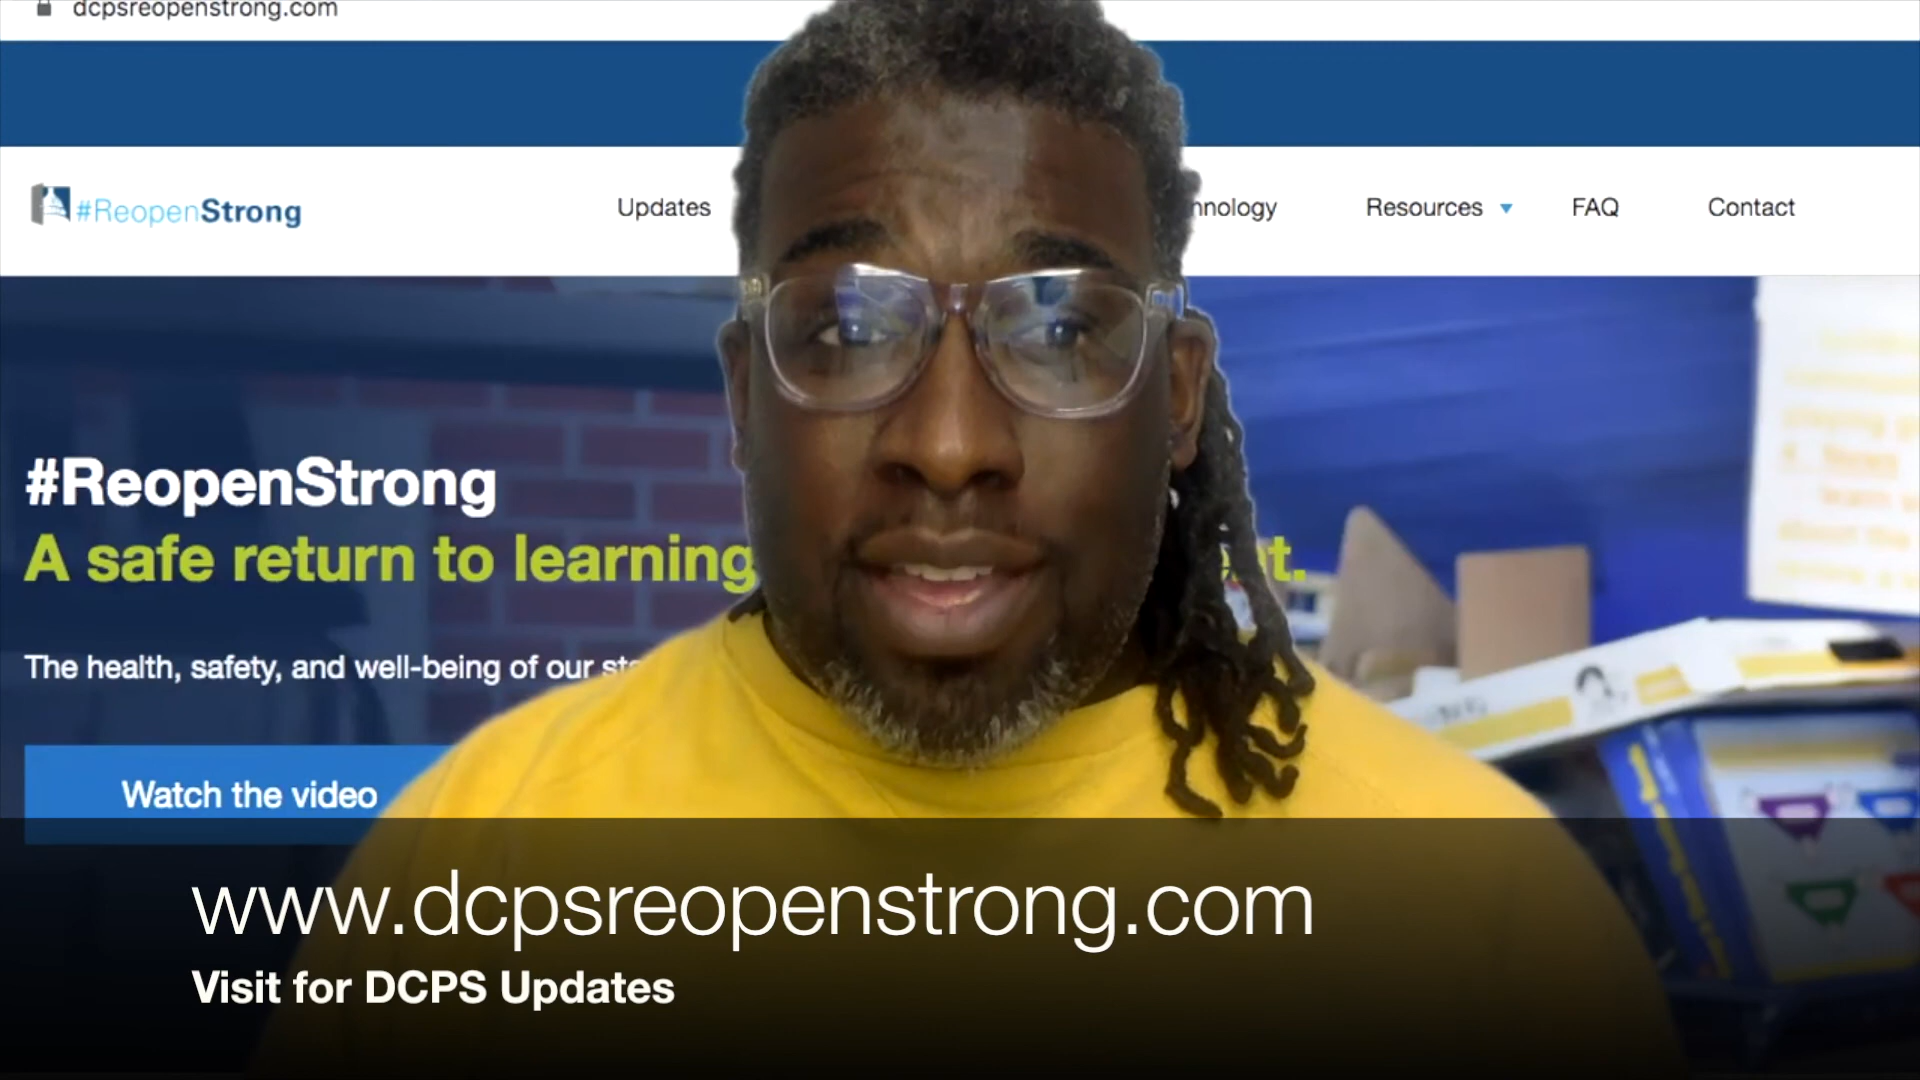 dcpsreopenstrong.com
#ReopenStrong
Updates
Resources
FAQ
Contact
#ReopenStrong
A safe return to learning
The health, safety, and well-being of our
Watch the video
www.dcpsreopenstrong.com
Visit for DCPS Updates